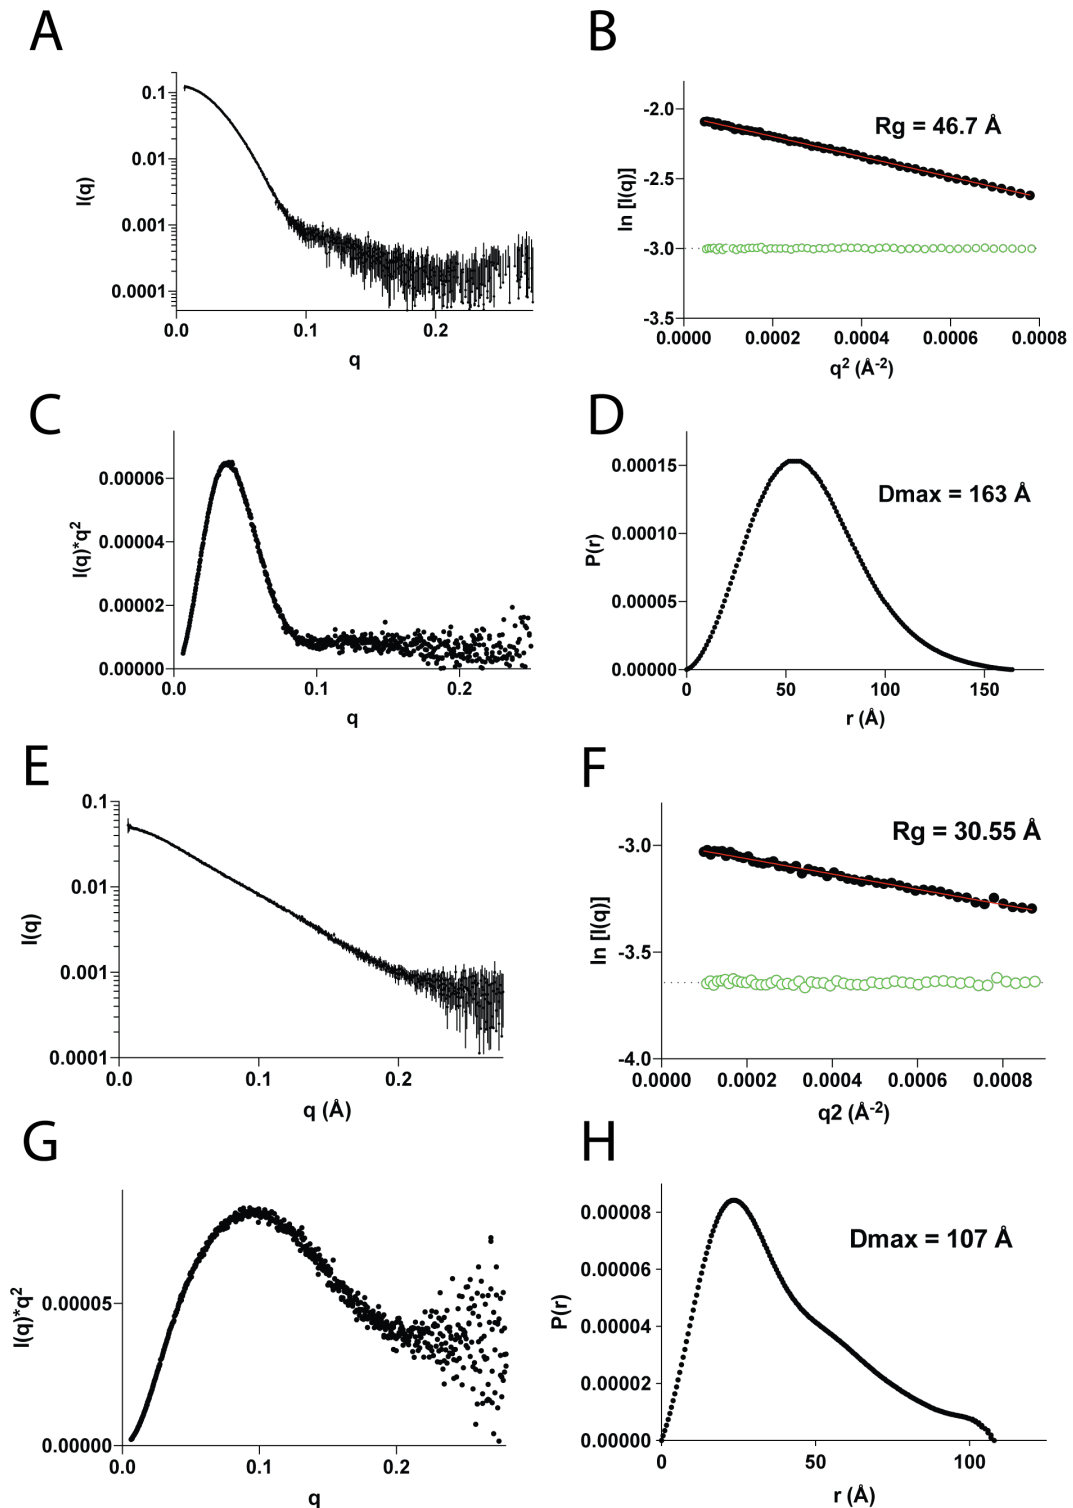 A
I(q)
0.1
0.01
0.001
0.0001
0.0
0.1
0.2
q
B
ln [I(q)]
-2.0
-2.5
-3.0
-3.5
Rg = 46.7 Å
0.0000
0.0002
0.0004
0.0006
0.0008
q² (Å⁻²)
C
I(q)*q²
0.00006
0.00004
0.00002
0.00000
0.0
0.1
0.2
q
D
P(r)
0.00015
0.00010
0.00005
0.00000
Dmax = 163 Å
0
50
100
150
r (Å)
E
I(q)
0.1
0.01
0.001
0.0001
0.0
0.1
0.2
q (Å)
F
ln [I(q)]
-3.0
-3.5
-4.0
Rg = 30.55 Å
0.0000
0.0002
0.0004
0.0006
0.0008
q2 (Å⁻²)
G
I(q)*q²
0.00005
0.00000
0.0
0.1
0.2
q
H
P(r)
0.00008
0.00006
0.00004
0.00002
0.00000
Dmax = 107 Å
0
50
100
r (Å)